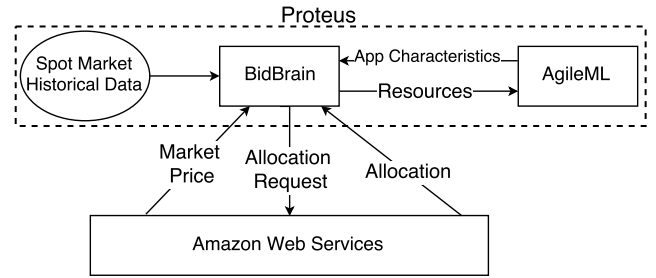 Proteus
Spot Market
Historical Data
BidBrain
App Characteristics
Resources
AgileML
Market
Price
Allocation
Request
Allocation
Amazon Web Services